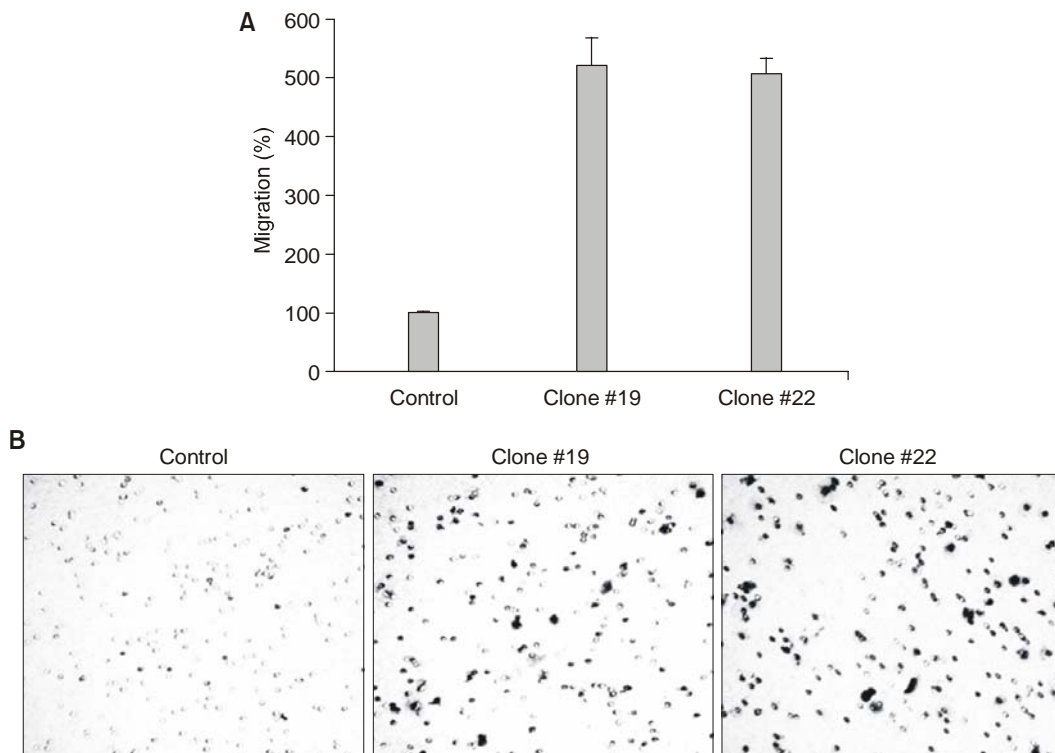 A
600
500
400
300
200
100
0
Migration (%)
Control Clone #19 Clone #22
B
Control Clone #19 Clone #22